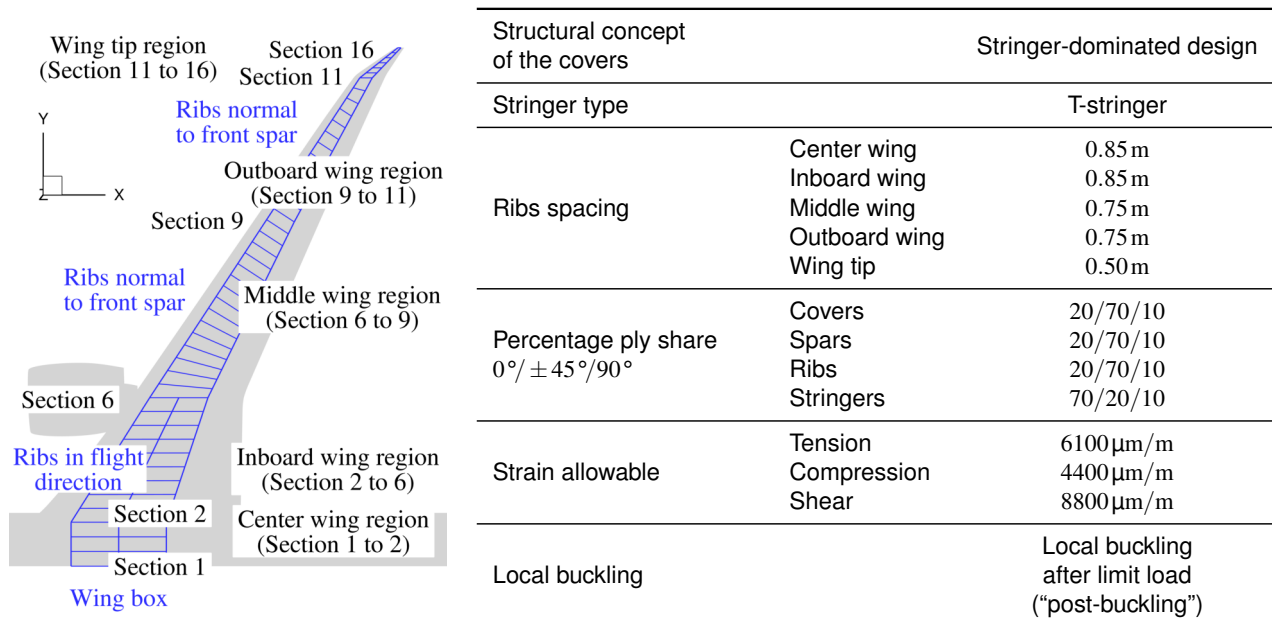 Wing tip region
(Section 11 to 16)
Section 16
Section 11
Ribs normal
to front spar
Y
Z
X
Outboard wing region
(Section 9 to 11)
Section 9
Ribs normal
to front spar
Middle wing region
(Section 6 to 9)
Section 6
Ribs in flight
direction
Inboard wing region
(Section 2 to 6)
Section 2
Center wing region
(Section 1 to 2)
Section 1
Wing box
Structural concept
of the covers
Stringer-dominated design
Stringer type T-stringer
Ribs spacing
Center wing 0.85 m
Inboard wing 0.85 m
Middle wing 0.75 m
Outboard wing 0.75 m
Wing tip 0.50 m
Percentage ply share
0°/±45°/90°
Covers 20/70/10
Spars 20/70/10
Ribs 20/70/10
Stringers 70/20/10
Strain allowable
Tension 6100 µm/m
Compression 4400 µm/m
Shear 8800 µm/m
Local buckling
Local buckling
after limit load
(“post-buckling”)